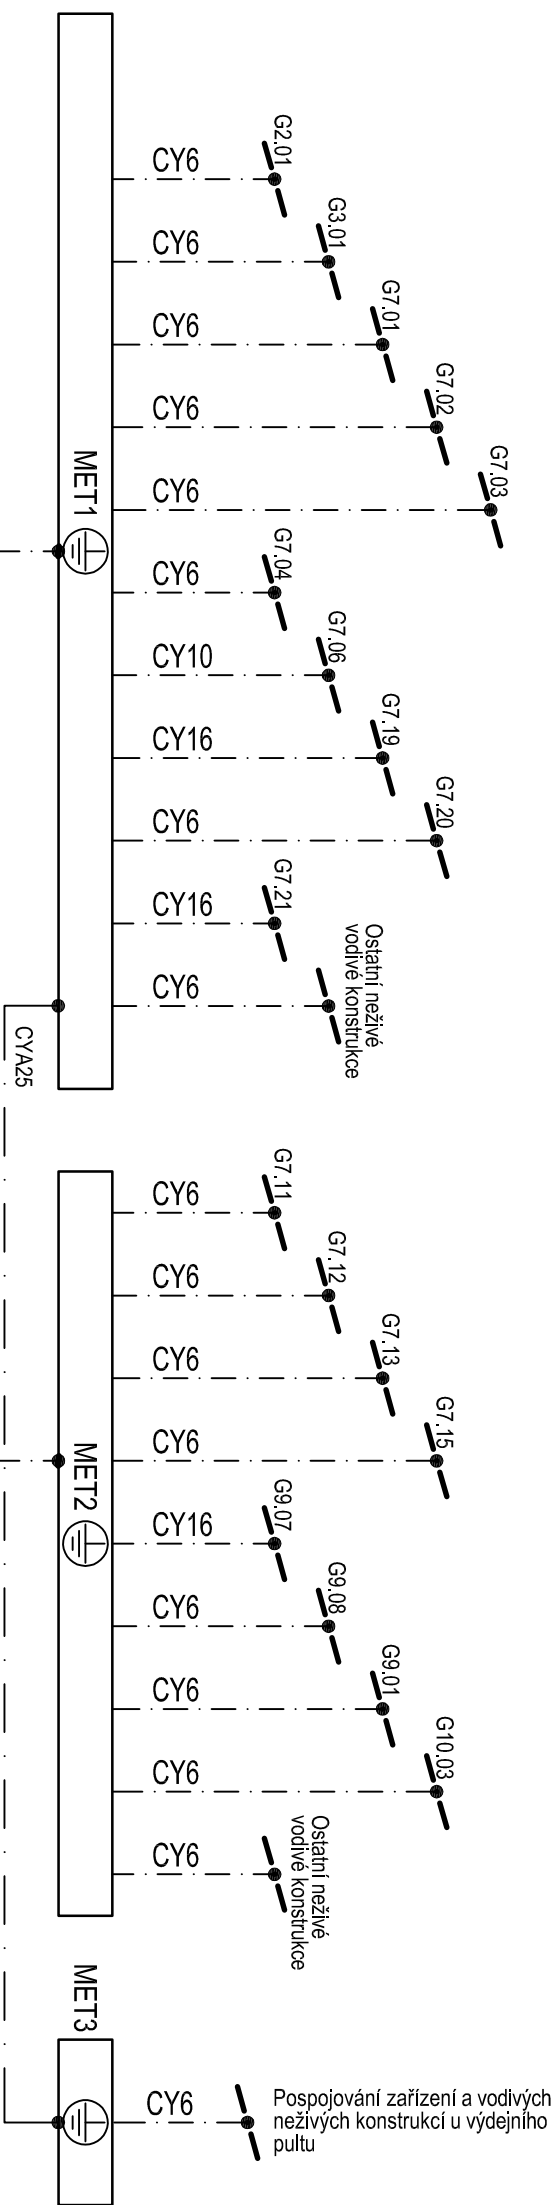 G2.01
CY6
G3.01
CY6
G7.01
CY6
G7.02
CY6
G7.03
CY6
MET1
G7.04
CY6
G7.06
CY10
G7.19
CY16
G7.20
CY6
G7.21
CY16
Ostatní neživé
vodivé konstrukce
CY6
CYA25
G7.11
CY6
G7.12
CY6
G7.13
CY6
G7.15
CY6
MET2
G9.07
CY16
G9.08
CY6
G9.01
CY6
G10.03
CY6
Ostatní neživé
vodivé konstrukce
CY6
MET3
CY6
Pospojování zařízení a vodivých
neživých konstrukcí u výdejního
pultu